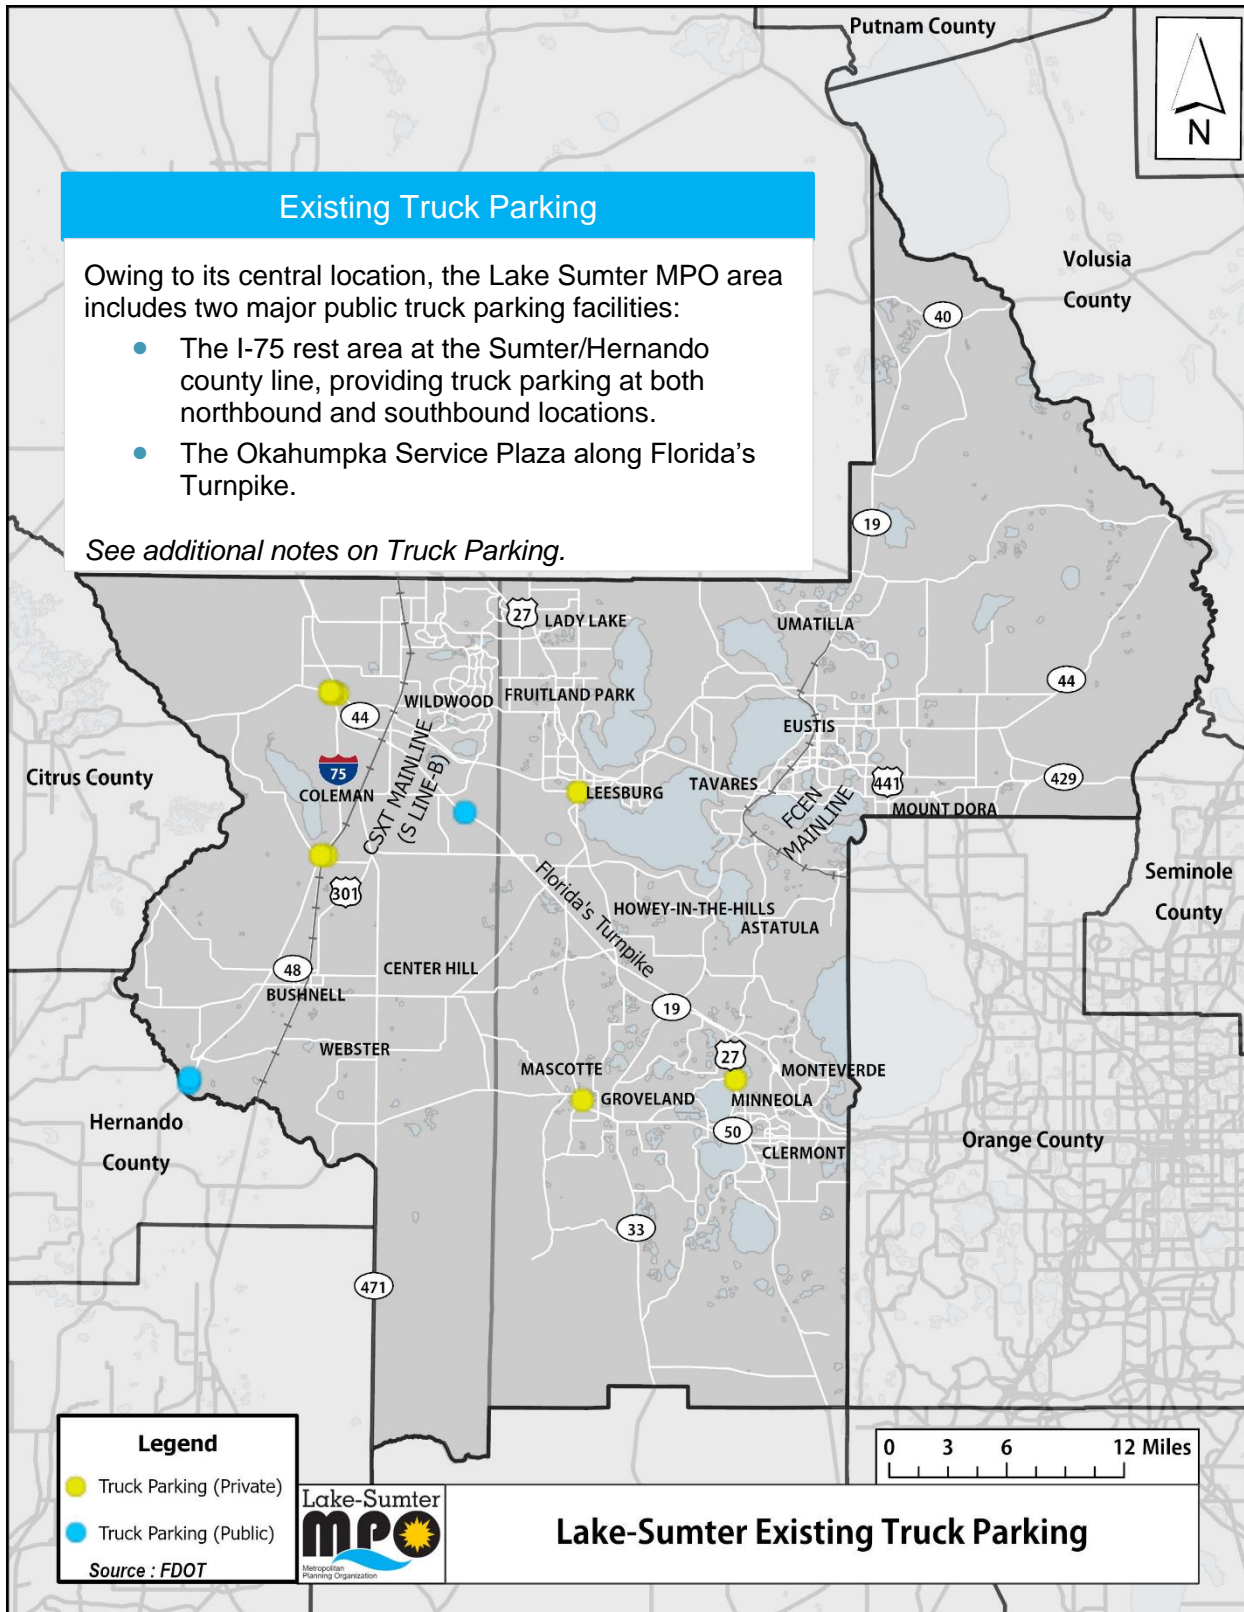 Putnam County
N
Existing Truck Parking
Owing to its central location, the Lake Sumter MPO area
includes two major public truck parking facilities:
• The I-75 rest area at the Sumter/Hernando
county line, providing truck parking at both
northbound and southbound locations.
• The Okahumpka Service Plaza along Florida's
Turnpike.
See additional notes on Truck Parking.
Volusia
County
40
19
27
LADY LAKE
UMATILLA
44
WILDWOOD
FRUITLAND PARK
44
EUSTIS
Citrus County
75
COLEMAN
CSXT MAINLINE
(S LINE-B)
LEESBURG
TAVARES
441
429
MOUNT DORA
FCEN
MAINLINE
301
Florida's Turnpike
HOWEY-IN-THE-HILLS
ASTATULA
Seminole
County
48
CENTER HILL
BUSHNELL
19
WEBSTER
MASCOTTE
27
MONTEVERDE
GROVELAND
MINNEOLA
Hernando
County
50
CLERMONT
Orange County
33
471
Legend
Truck Parking (Private)
Truck Parking (Public)
Source : FDOT
Lake-Sumter
MPO
Metropolitan
Planning Organization
0 3 6 12 Miles
Lake-Sumter Existing Truck Parking